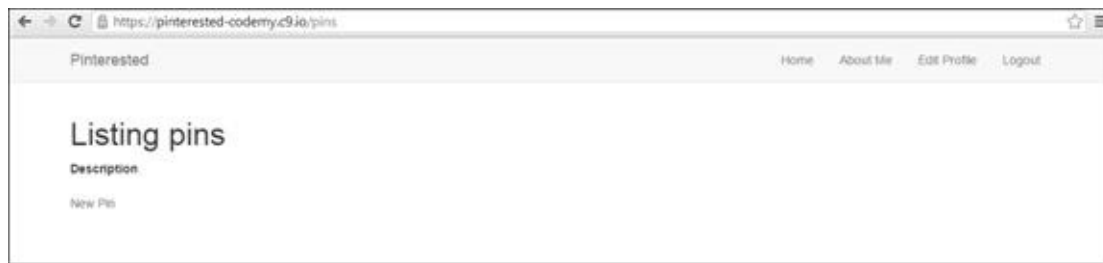 https://pinterested-codemy.c9.io/pins
Pinterested Home About Me Edit Profile Logout
Listing pins
Description
New Pin